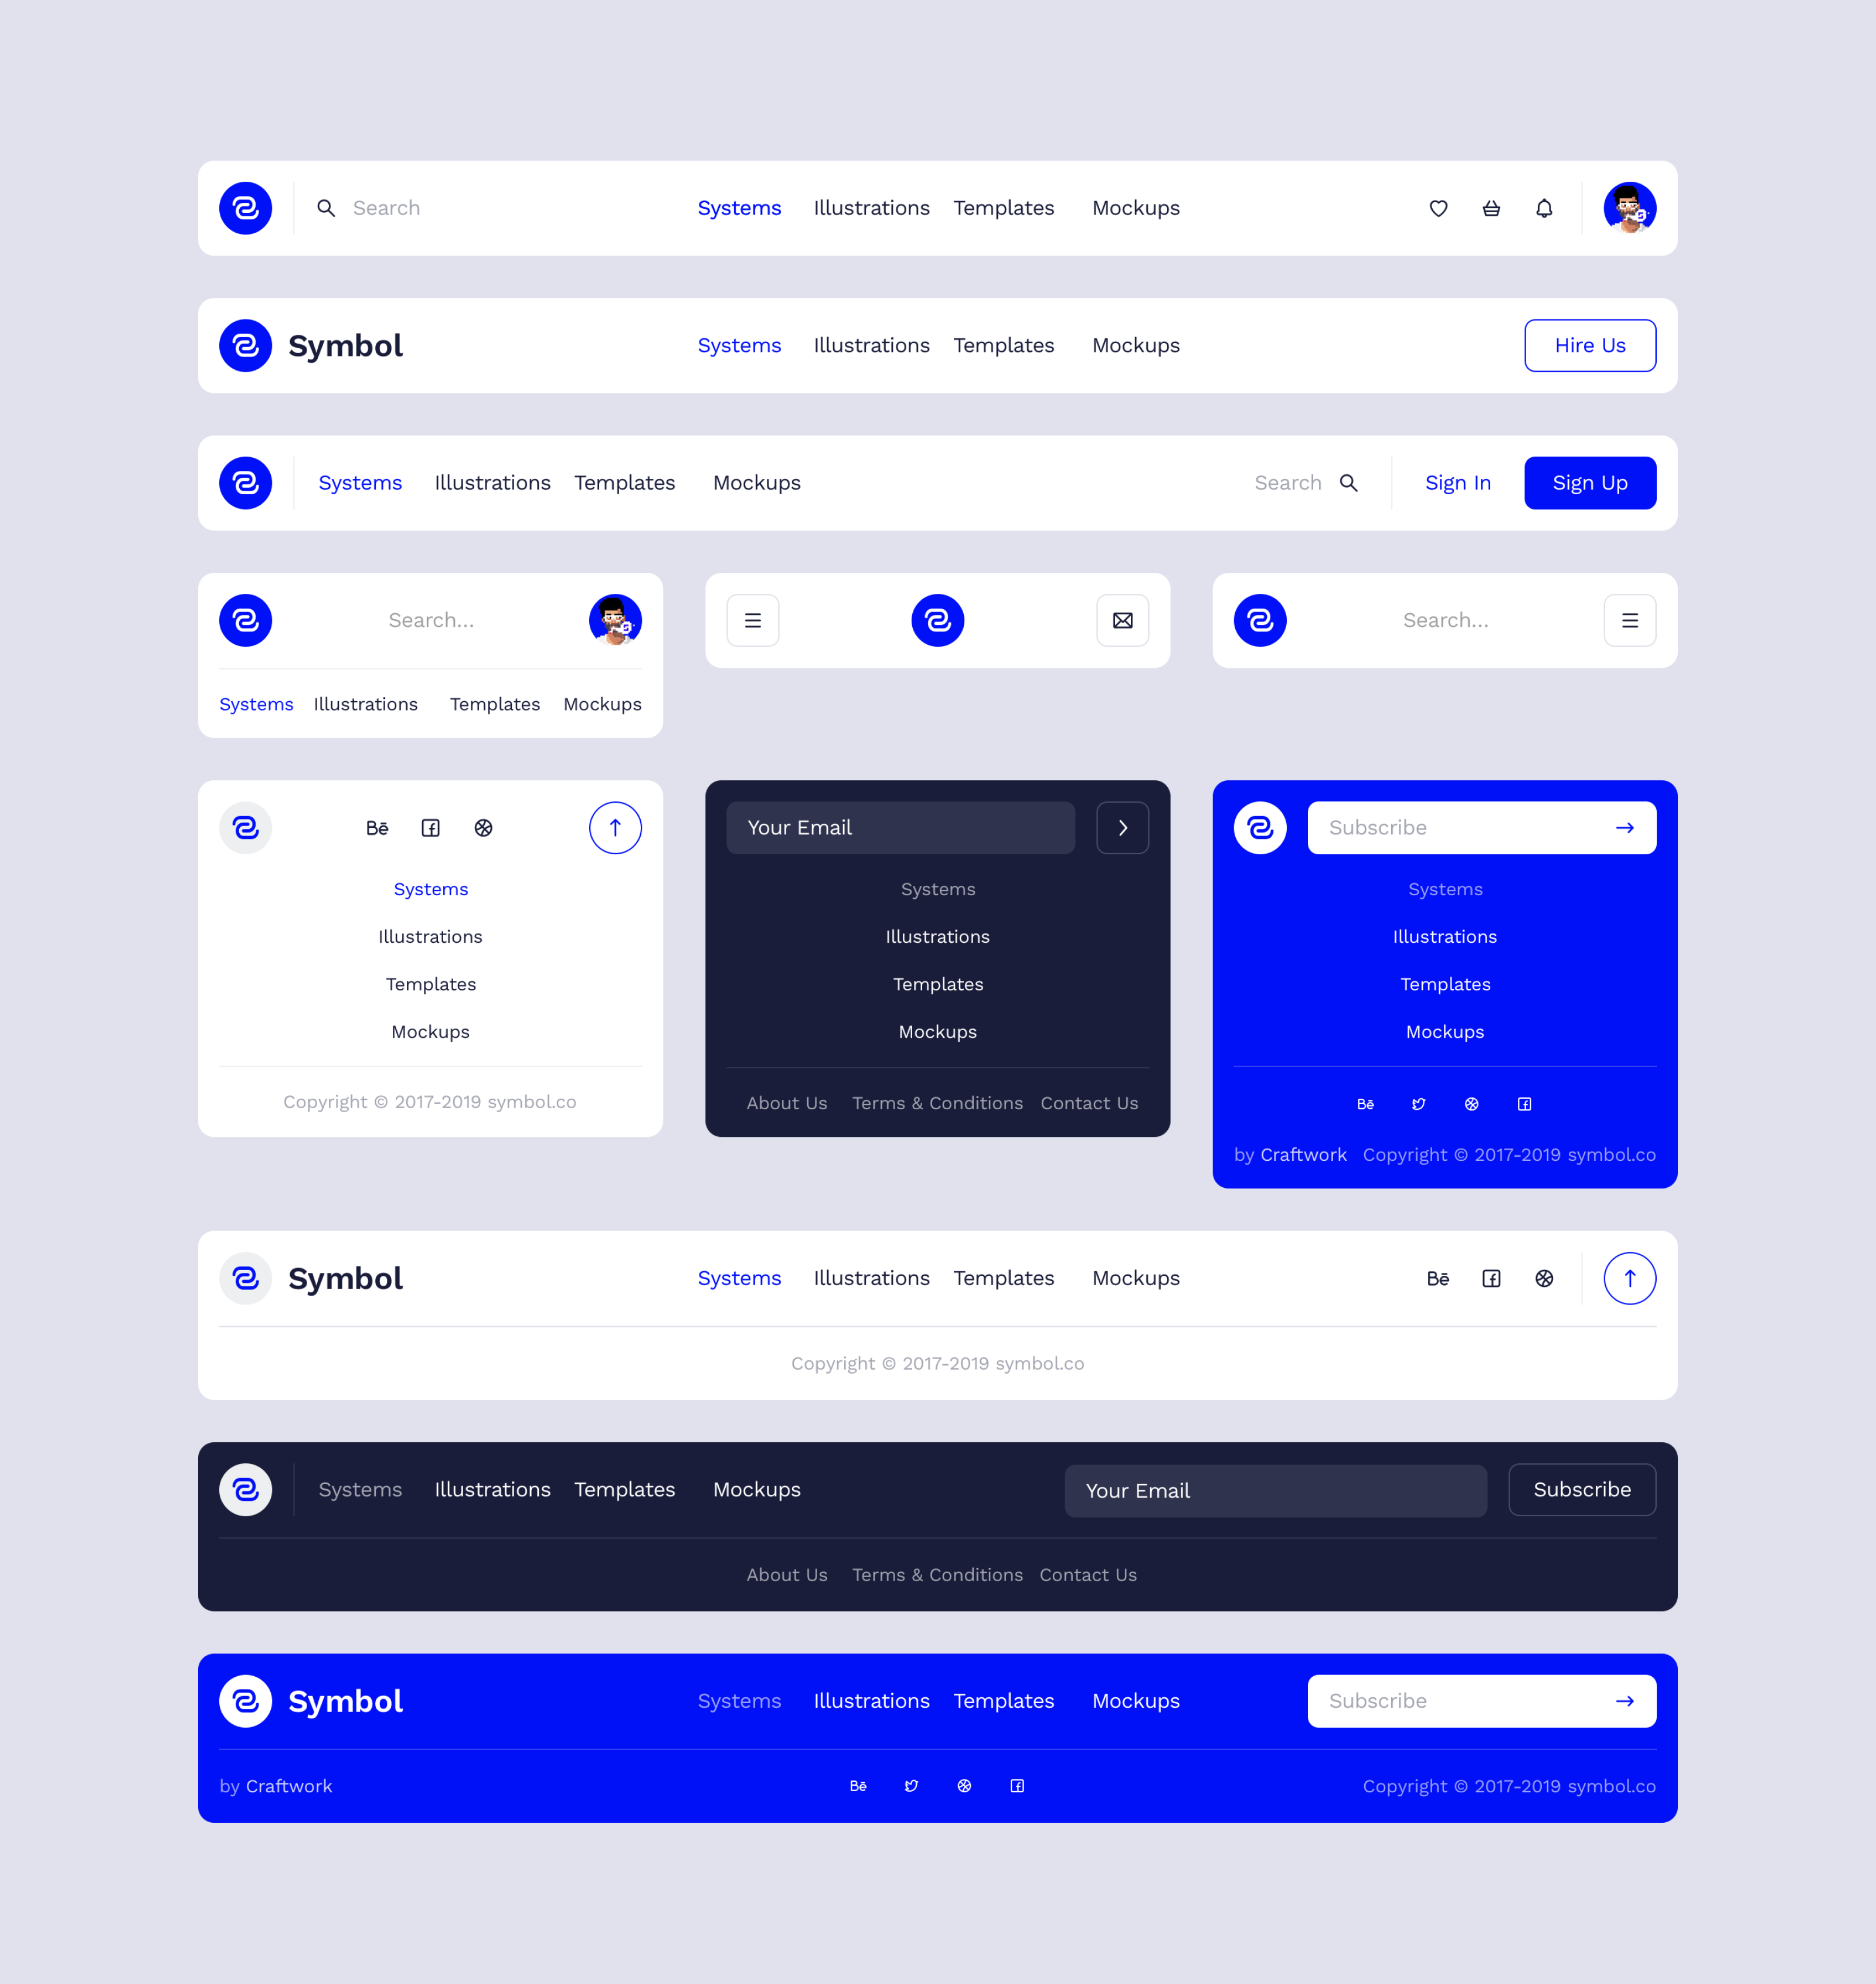 Search Systems Illustrations Templates Mockups
Symbol Systems Illustrations Templates Mockups Hire Us
Systems Illustrations Templates Mockups Search Sign In Sign Up
Search...
Systems Illustrations Templates Mockups
Search...
Bē
Systems
Illustrations
Templates
Mockups
Copyright © 2017-2019 symbol.co
Your Email
Systems
Illustrations
Templates
Mockups
About Us Terms & Conditions Contact Us
Subscribe
Systems
Illustrations
Templates
Mockups
Bē
by Craftwork Copyright © 2017-2019 symbol.co
Symbol Systems Illustrations Templates Mockups Bē
Copyright © 2017-2019 symbol.co
Systems Illustrations Templates Mockups Your Email Subscribe
About Us Terms & Conditions Contact Us
Symbol Systems Illustrations Templates Mockups Subscribe
by Craftwork Bē Copyright © 2017-2019 symbol.co